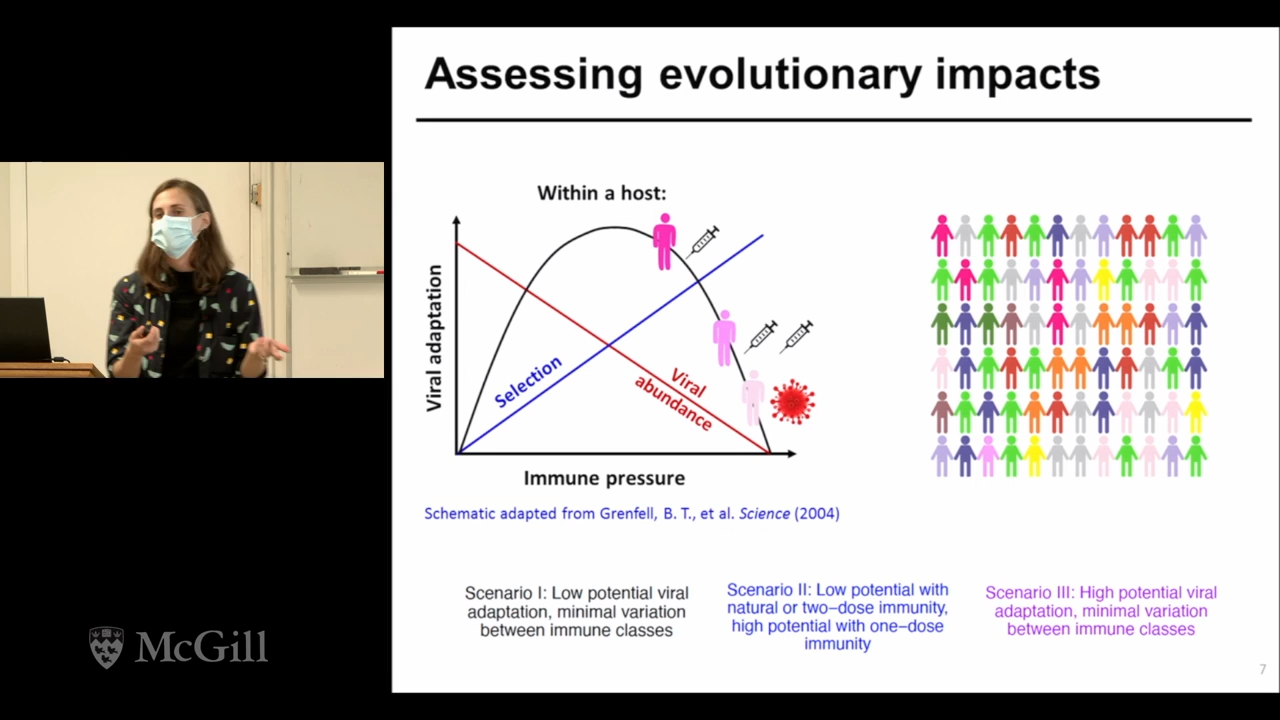 Assessing evolutionary impacts
Within a host:
Viral adaptation
Selection
Viral
abundance
Immune pressure
Schematic adapted from Grenfell, B. T., et al. Science (2004)
Scenario I: Low potential viral
adaptation, minimal variation
between immune classes
Scenario II: Low potential with
natural or two–dose immunity,
high potential with one–dose
immunity
Scenario III: High potential viral
adaptation, minimal variation
between immune classes
7
McGill